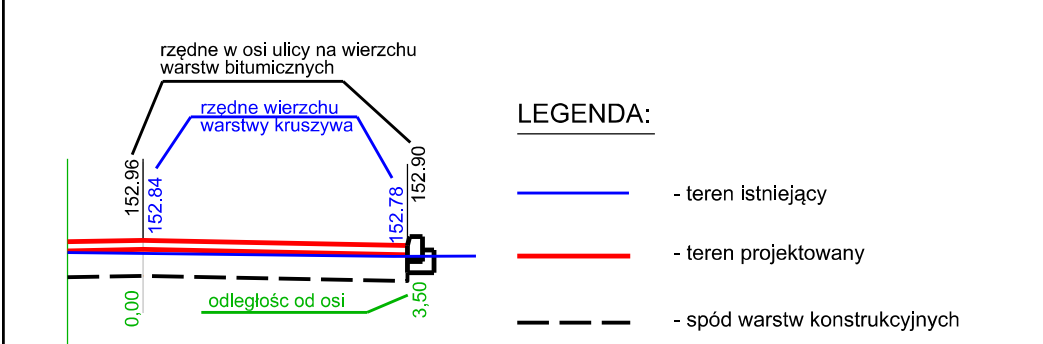 rzędne w osi ulicy na wierzchu
warstw bitumicznych
rzędne wierzchu
warstwy kruszywa
152.96
152.84
152.78
152.90
0,00
odległośc od osi
3,50
LEGENDA:
- teren istniejący
- teren projektowany
- spód warstw konstrukcyjnych